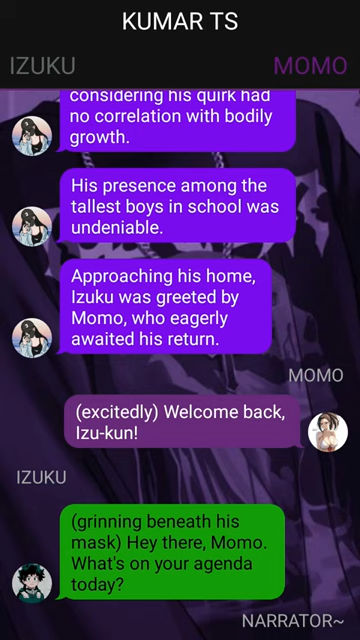 KUMAR TS
IZUKU
MOMO
considering his quirk had
no correlation with bodily
growth.
His presence among the
tallest boys in school was
undeniable.
Approaching his home,
Izuku was greeted by
Momo, who eagerly
awaited his return.
MOMO
(excitedly) Welcome back,
Izu-kun!
IZUKU
(grinning beneath his
mask) Hey there, Momo.
What's on your agenda
today?
NARRATOR~